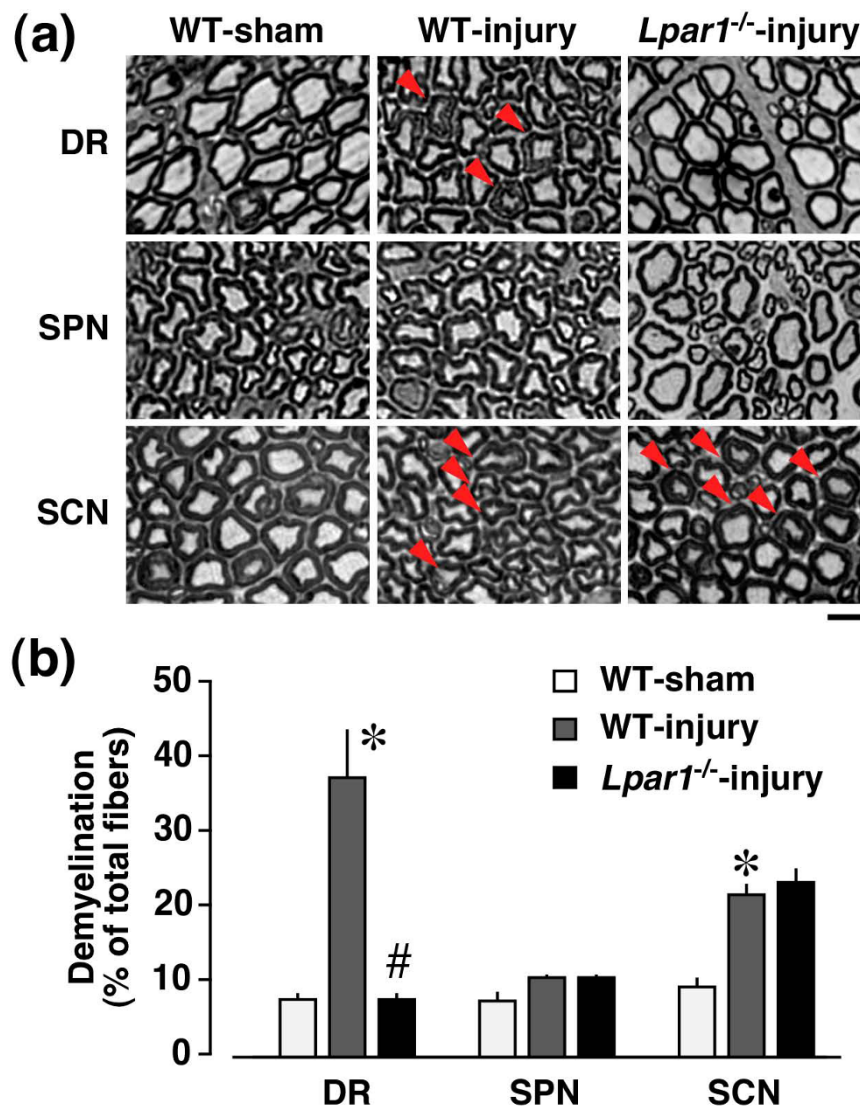 (a)
WT-sham WT-injury Lpar1-/--injury
DR
SPN
SCN
(b)
50
40
30
20
10
0
Demyelination
(% of total fibers)
WT-sham
WT-injury
Lpar1-/--injury
*
#
*
DR SPN SCN